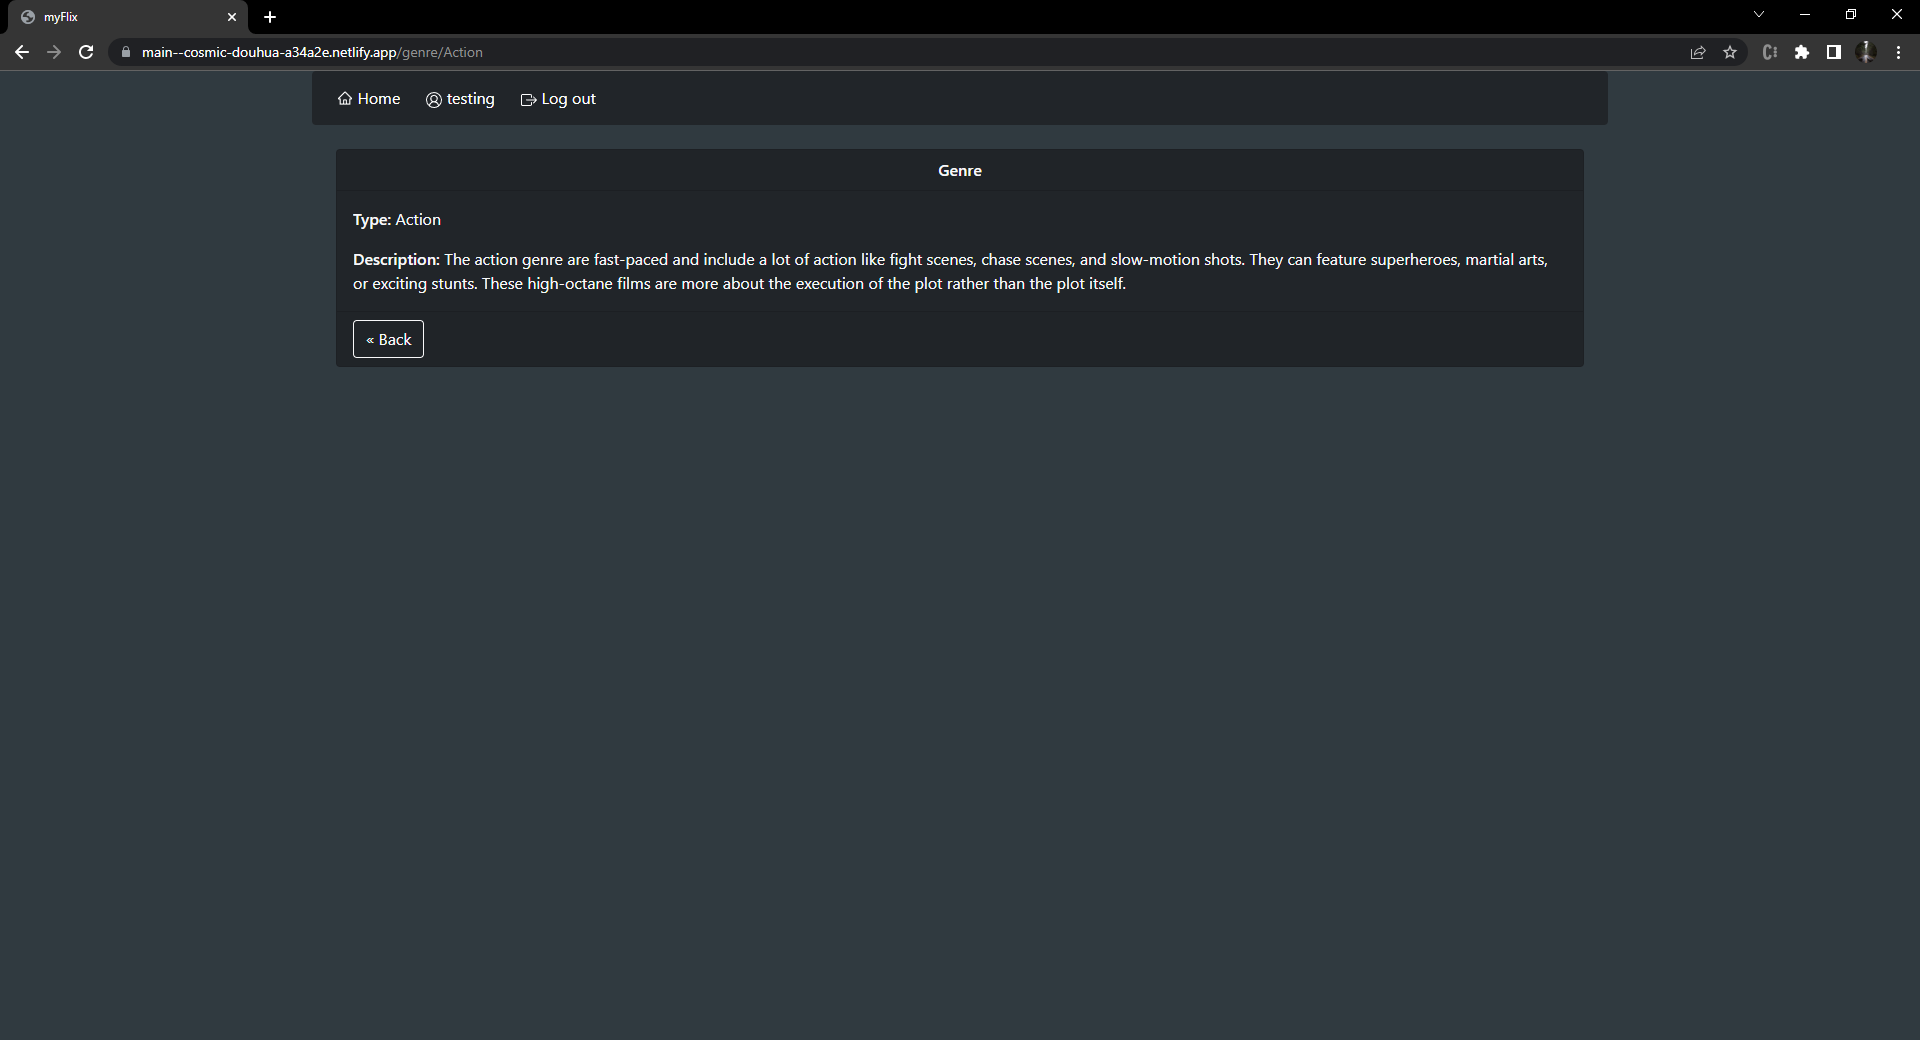 myFlix
main--cosmic-douhua-a34a2e.netlify.app/genre/Action
Home testing Log out
Genre
Type: Action
Description: The action genre are fast-paced and include a lot of action like fight scenes, chase scenes, and slow-motion shots. They can feature superheroes, martial arts,
or exciting stunts. These high-octane films are more about the execution of the plot rather than the plot itself.
« Back